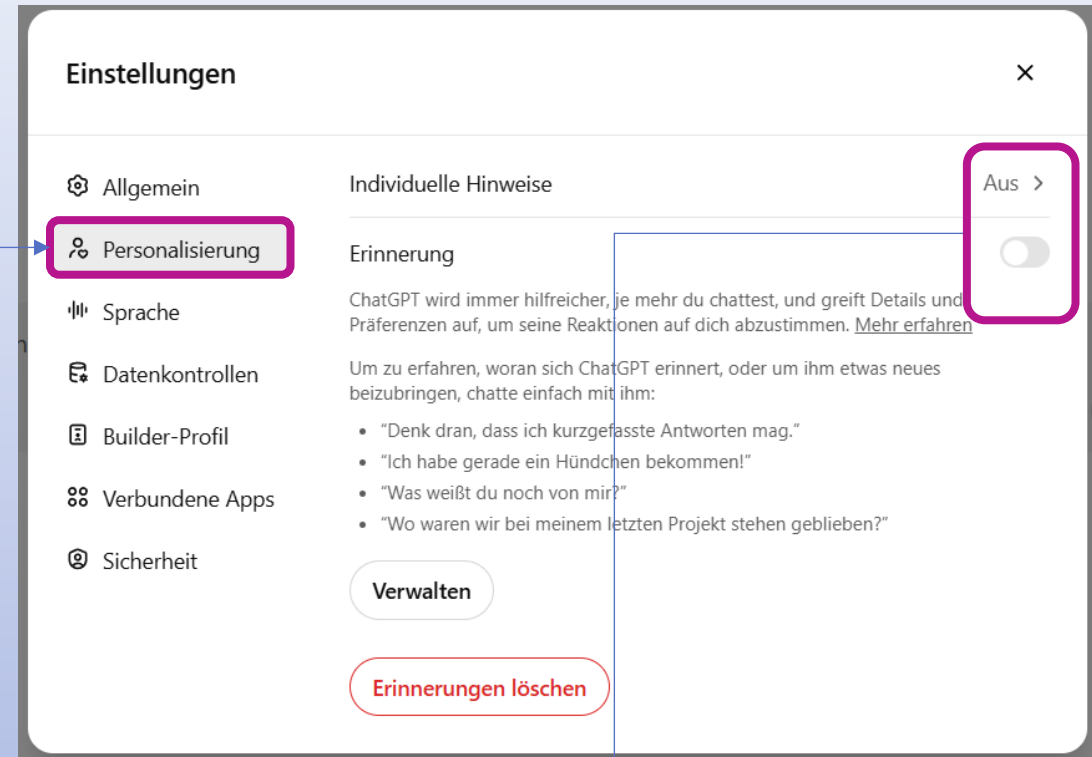 Einstellungen
Allgemein
Personalisierung
Sprache
Datenkontrollen
Builder-Profil
Verbundene Apps
Sicherheit
Individuelle Hinweise
Aus
Erinnerung
ChatGPT wird immer hilfreicher, je mehr du chattest, und greift Details und
Präferenzen auf, um seine Reaktionen auf dich abzustimmen. Mehr erfahren
Um zu erfahren, woran sich ChatGPT erinnert, oder um ihm etwas neues
beizubringen, chatte einfach mit ihm:
• “Denk dran, dass ich kurzgefasste Antworten mag.”
• “Ich habe gerade ein Hündchen bekommen!”
• “Was weißt du noch von mir?”
• “Wo waren wir bei meinem letzten Projekt stehen geblieben?”
Verwalten
Erinnerungen löschen